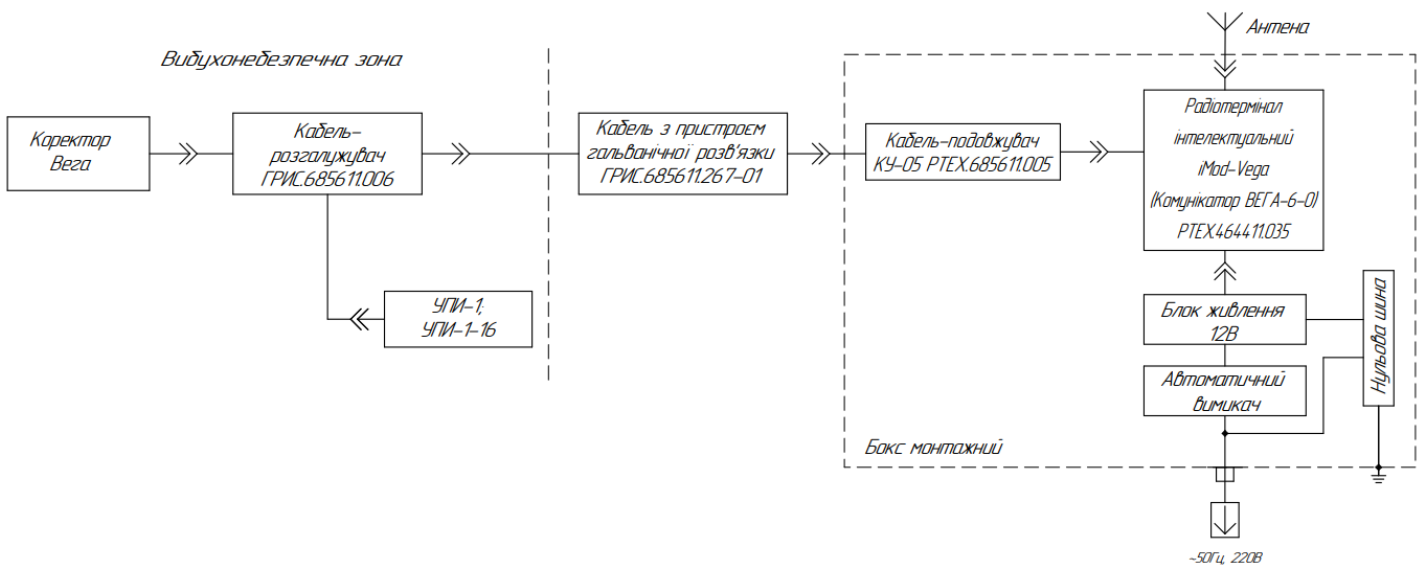 Антена
Вибухонебезпечна зона
Коректор
Вега
Кабель-
розгалужувач
ГРИС.685611.006
Кабель з пристроєм
гальванічної розв'язки
ГРИС.685611.267-01
Кабель-подовжувач
КУ-05 РТЕХ.685611.005
Радіотермінал
інтелектуальний
iMod-Vega
(Комунікатор ВЕГА-6-0)
РТЕХ.464411.035
УПИ-1;
УПИ-1-16
Блок живлення
12В
Нульова шина
Автоматичний
вимикач
Бокс монтажний
~50Гц, 220В